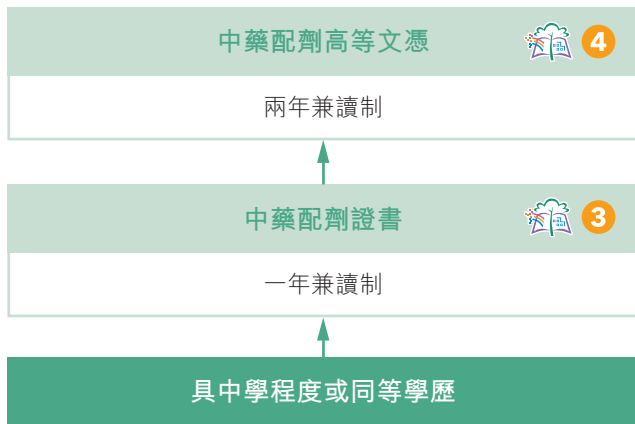 中藥配劑高等文憑 4
兩年兼讀制
中藥配劑證書 3
一年兼讀制
具中學程度或同等學歷